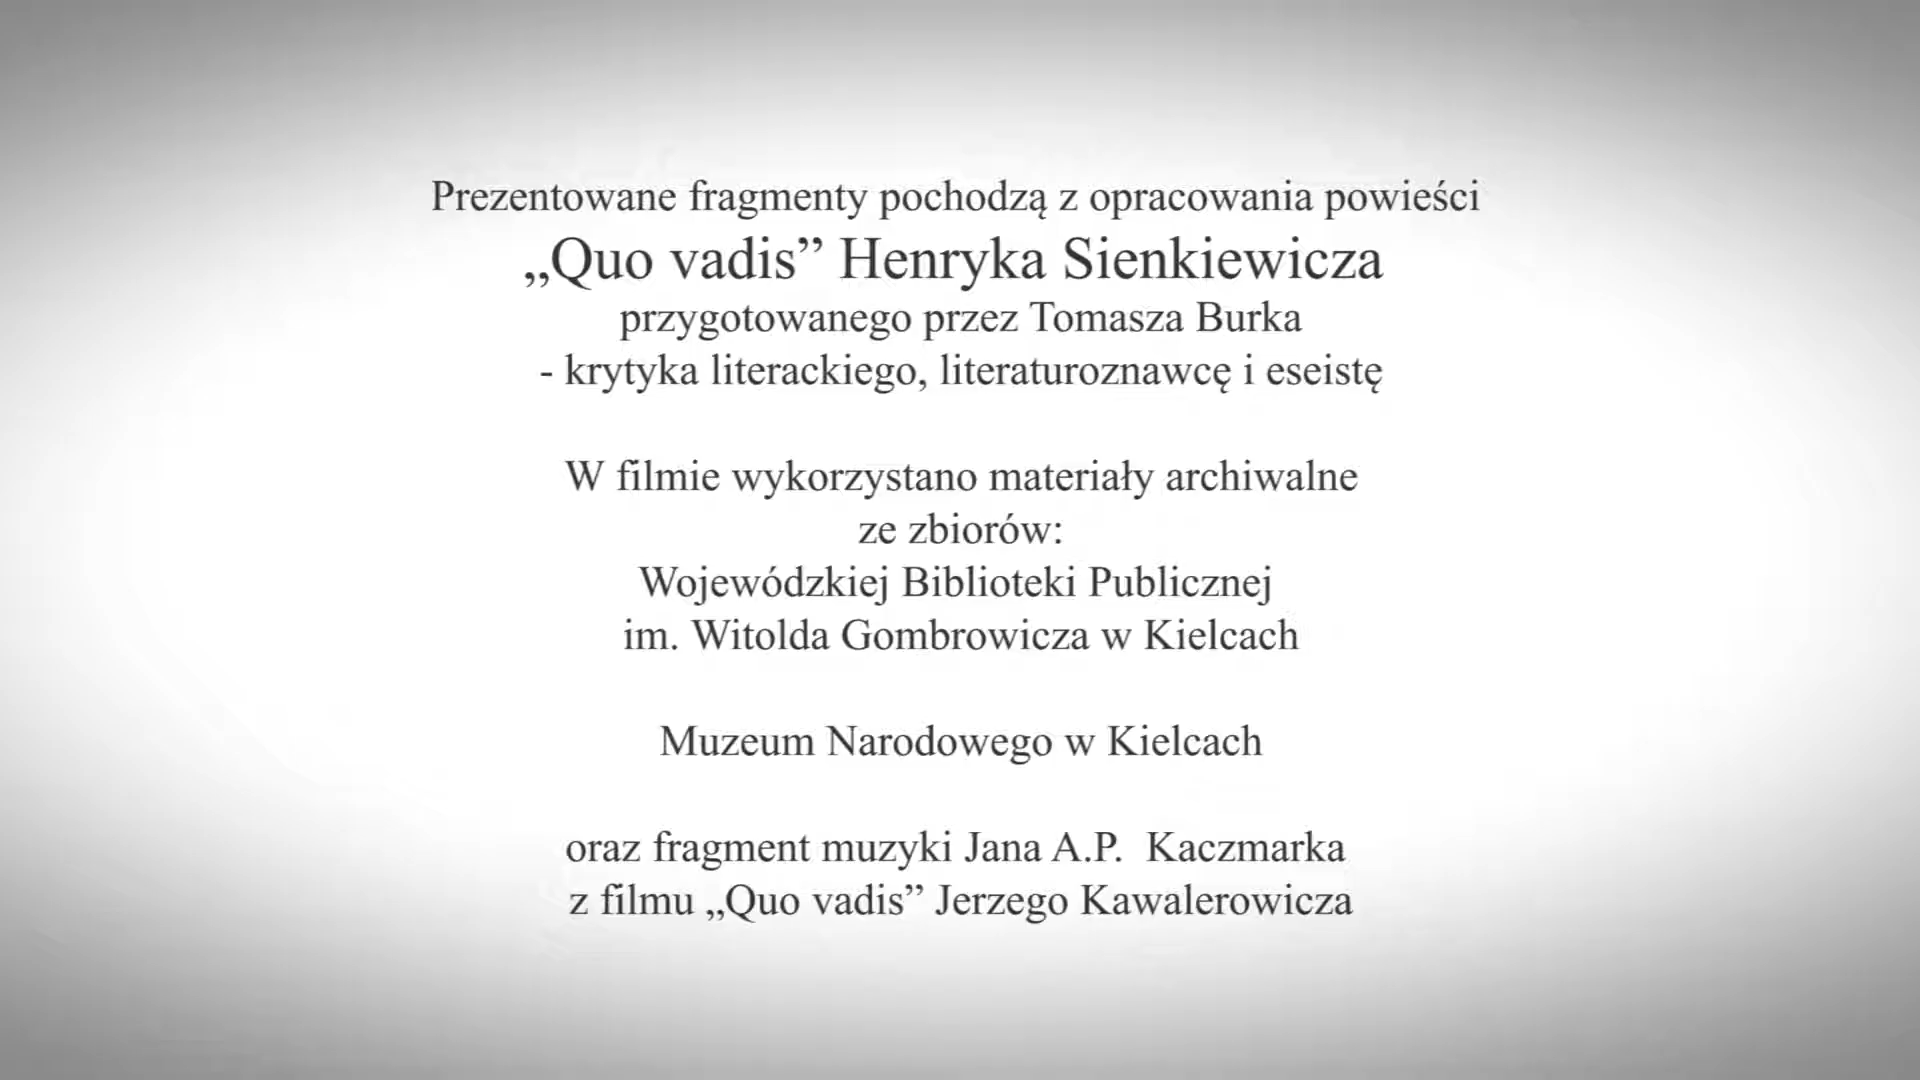 Prezentowane fragmenty pochodzą z opracowania powieści
„Quo vadis” Henryka Sienkiewicza
przygotowanego przez Tomasza Burka
- krytyka literackiego, literaturoznawcę i eseistę
W filmie wykorzystano materiały archiwalne
ze zbiorów:
Wojewódzkiej Biblioteki Publicznej
im. Witolda Gombrowicza w Kielcach
Muzeum Narodowego w Kielcach
oraz fragment muzyki Jana A.P.  Kaczmarka
z filmu „Quo vadis” Jerzego Kawalerowicza